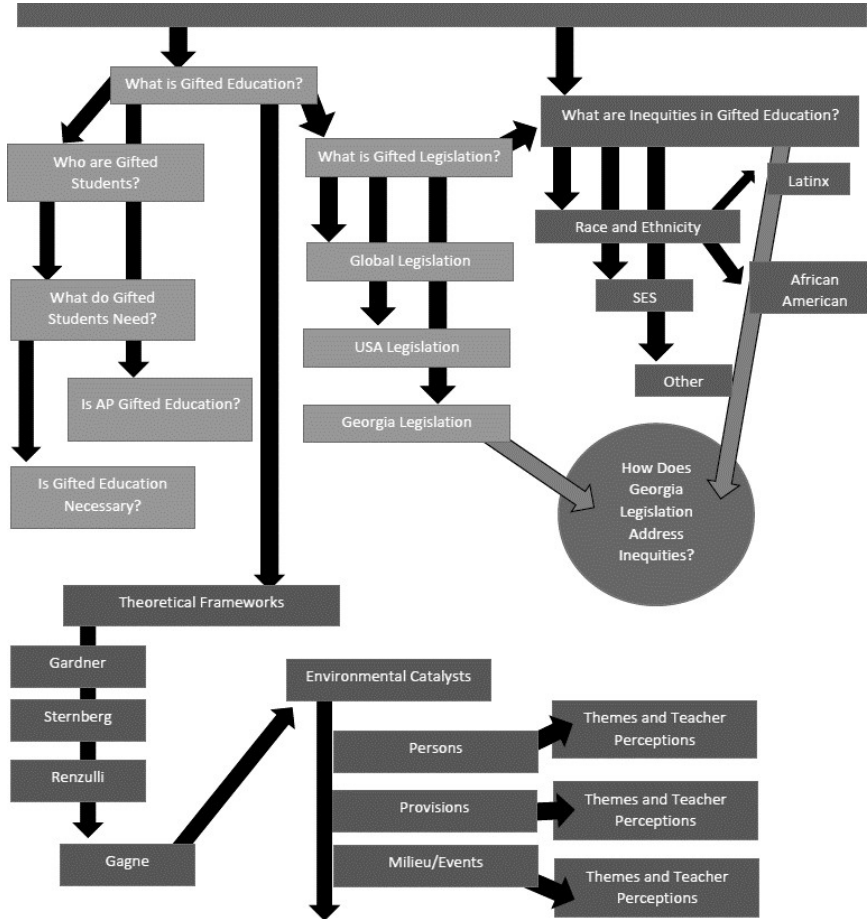 What is Gifted Education?
What are Inequities in Gifted Education?
Who are Gifted
Students?
What is Gifted Legislation?
Latinx
Race and Ethnicity
Global Legislation
African
American
What do Gifted
Students Need?
SES
USA Legislation
Other
Is AP Gifted Education?
Georgia Legislation
How Does
Georgia
Legislation
Address
Inequities?
Is Gifted Education
Necessary?
Theoretical Frameworks
Gardner
Sternberg
Renzulli
Gagne
Environmental Catalysts
Persons
Themes and Teacher
Perceptions
Provisions
Themes and Teacher
Perceptions
Milieu/Events
Themes and Teacher
Perceptions